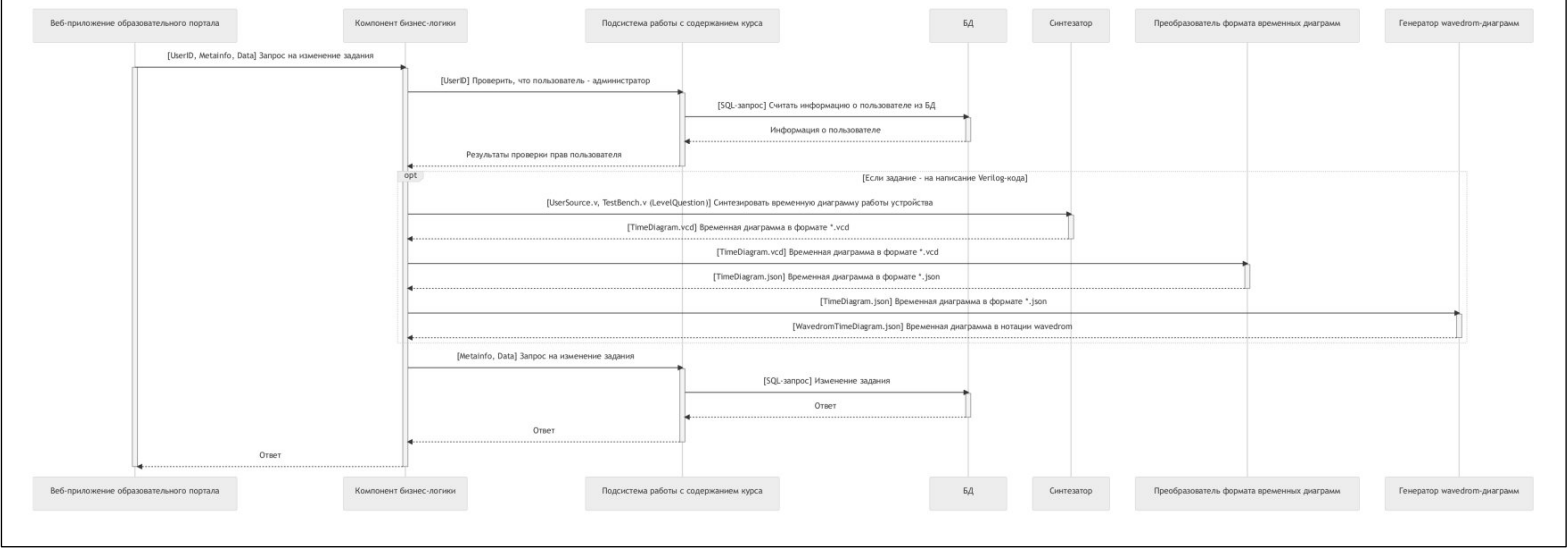 Веб-приложение образовательного портала
Компонент бизнес-логики
Подсистема работы с содержанием курса
БД
Синтезатор
Преобразователь формата временных диаграмм
Генератор wavedrom-диаграмм
[UserID, Metainfo, Data] Запрос на изменение задания
[UserID] Проверить, что пользователь - администратор
[SQL-запрос] Считать информацию о пользователе из БД
Информация о пользователе
Результаты проверки прав пользователя
opt
[Если задание - на написание Verilog-кода]
[UserSource.v, TestBench.v (LevelQuestion)] Синтезировать временную диаграмму работы устройства
[TimeDiagram.vcd] Временная диаграмма в формате *.vcd
[TimeDiagram.vcd] Временная диаграмма в формате *.vcd
[TimeDiagram.json] Временная диаграмма в формате *.json
[TimeDiagram.json] Временная диаграмма в формате *.json
[WavedromTimeDiagram.json] Временная диаграмма в нотации wavedrom
[Metainfo, Data] Запрос на изменение задания
[SQL-запрос] Изменение задания
Ответ
Ответ
Ответ
Веб-приложение образовательного портала
Компонент бизнес-логики
Подсистема работы с содержанием курса
БД
Синтезатор
Преобразователь формата временных диаграмм
Генератор wavedrom-диаграмм